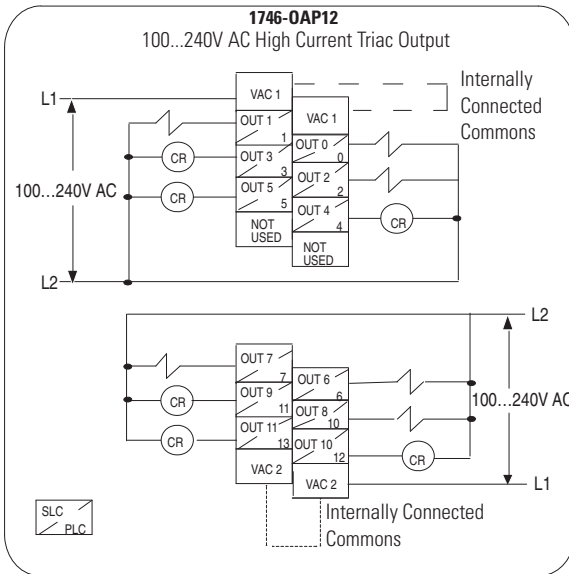 1746-OAP12
100...240V AC High Current Triac Output
L1
VAC 1
VAC 1
Internally
Connected
Commons
OUT 1
1
OUT 0
0
CR
OUT 3
3
OUT 2
2
100...240V AC
CR
OUT 5
5
OUT 4
4
CR
NOT
USED
NOT
USED
L2
L2
OUT 7
7
OUT 6
6
CR
OUT 9
11
OUT 8
10
100...240V AC
CR
OUT 11
13
OUT 10
12
CR
VAC 2
VAC 2
L1
SLC
PLC
Internally Connected
Commons